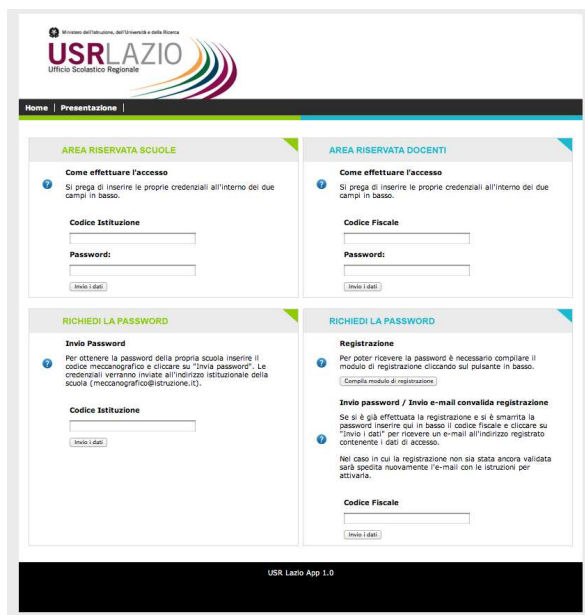 Ministero dell'Istruzione, dell'Università e della Ricerca
USRLAZIO
Ufficio Scolastico Regionale
Home | Presentazione |
AREA RISERVATA SCUOLE
Come effettuare l'accesso
Si prega di inserire le proprie credenziali all'interno dei due
campi in basso.
Codice Istituzione
Password:
Invio i dati
AREA RISERVATA DOCENTI
Come effettuare l'accesso
Si prega di inserire le proprie credenziali all'interno dei due
campi in basso.
Codice Fiscale
Password:
Invio i dati
RICHIEDI LA PASSWORD
Invio Password
Per ottenere la password della propria scuola inserire il
codice meccanografico e cliccare su "Invia password". Le
credenziali verranno inviate all'indirizzo istituzionale della
scuola (meccanografico@istruzione.it).
Codice Istituzione
Invio i dati
RICHIEDI LA PASSWORD
Registrazione
Per poter ricevere la password è necessario compilare il
modulo di registrazione cliccando sul pulsante in basso.
Compila modulo di registrazione
Invio password / Invio e-mail convalida registrazione
Se si è già effettuata la registrazione e si è smarrita la
password inserire qui in basso il codice fiscale e cliccare su
"Invio i dati" per ricevere un e-mail all'indirizzo registrato
contenente i dati di accesso.
Nel caso in cui la registrazione non sia stata ancora validata
sarà spedita nuovamente l'e-mail con le istruzioni per
attivarla.
Codice Fiscale
Invio i dati
USR Lazio App 1.0